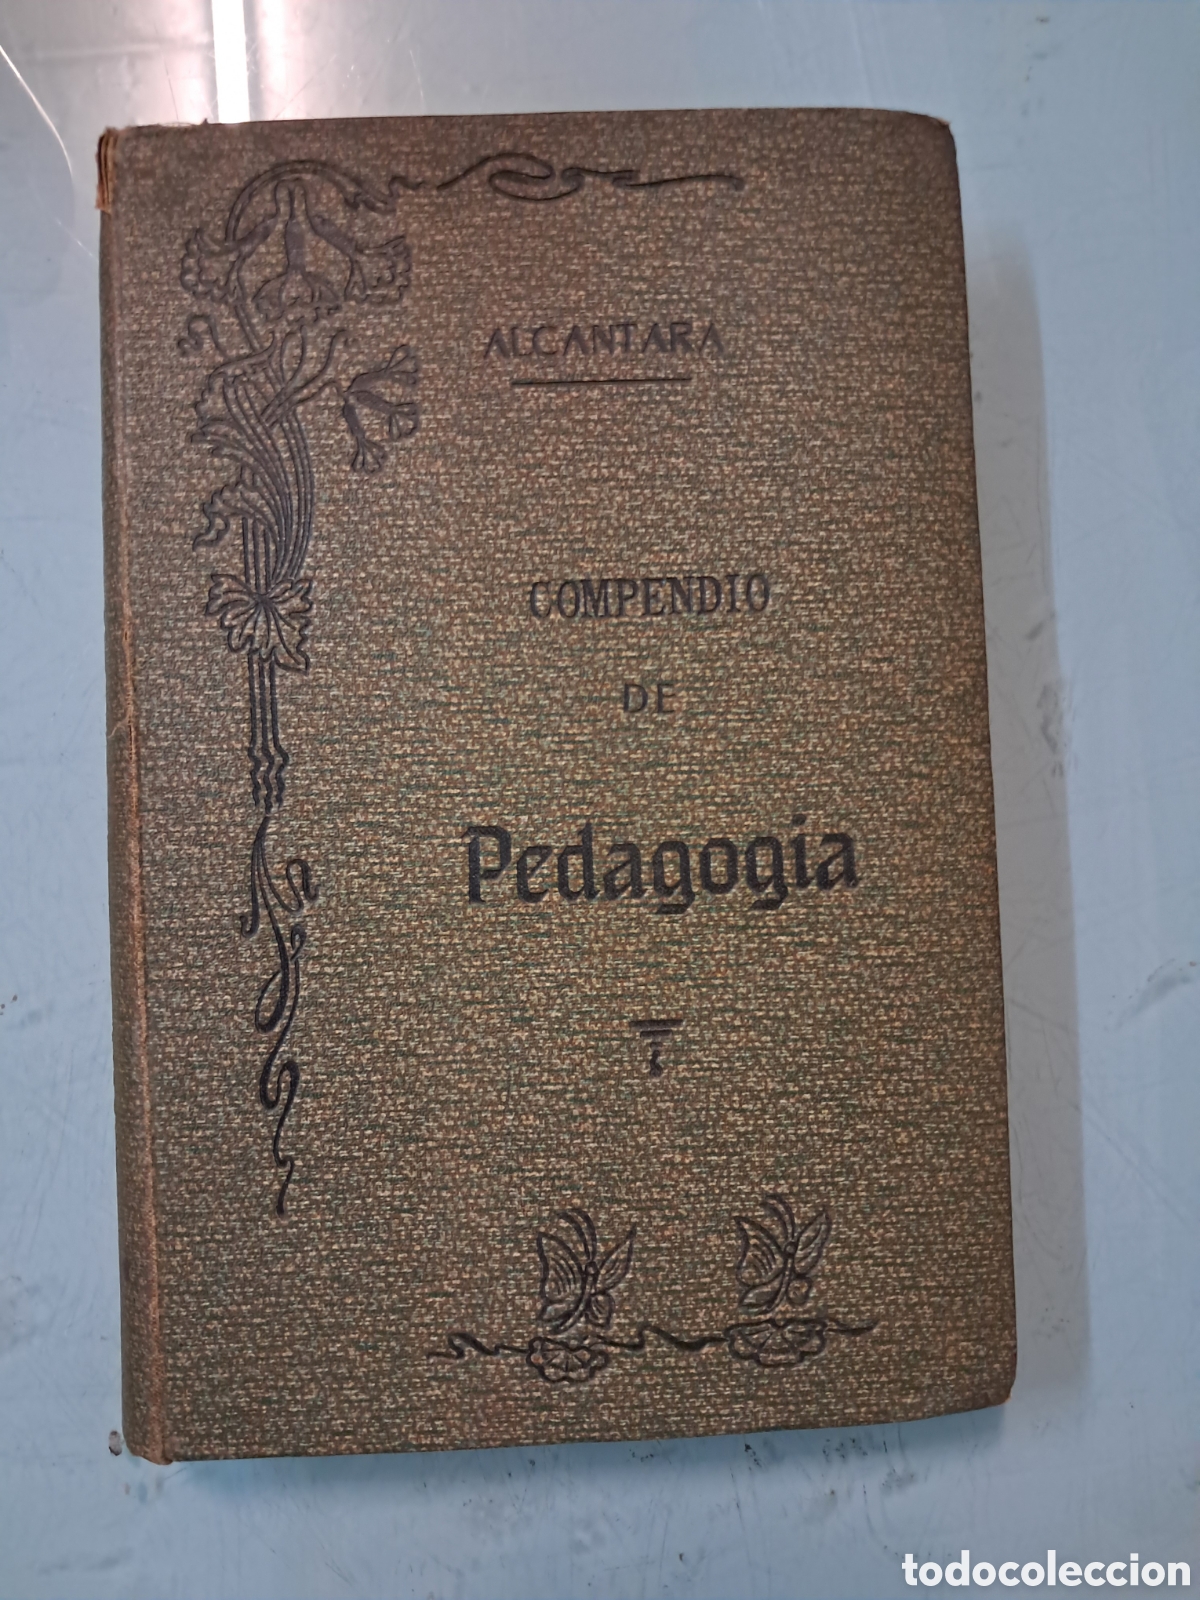 ALCANTARA
COMPENDIO
DE
Pedagogia
todocoleccion